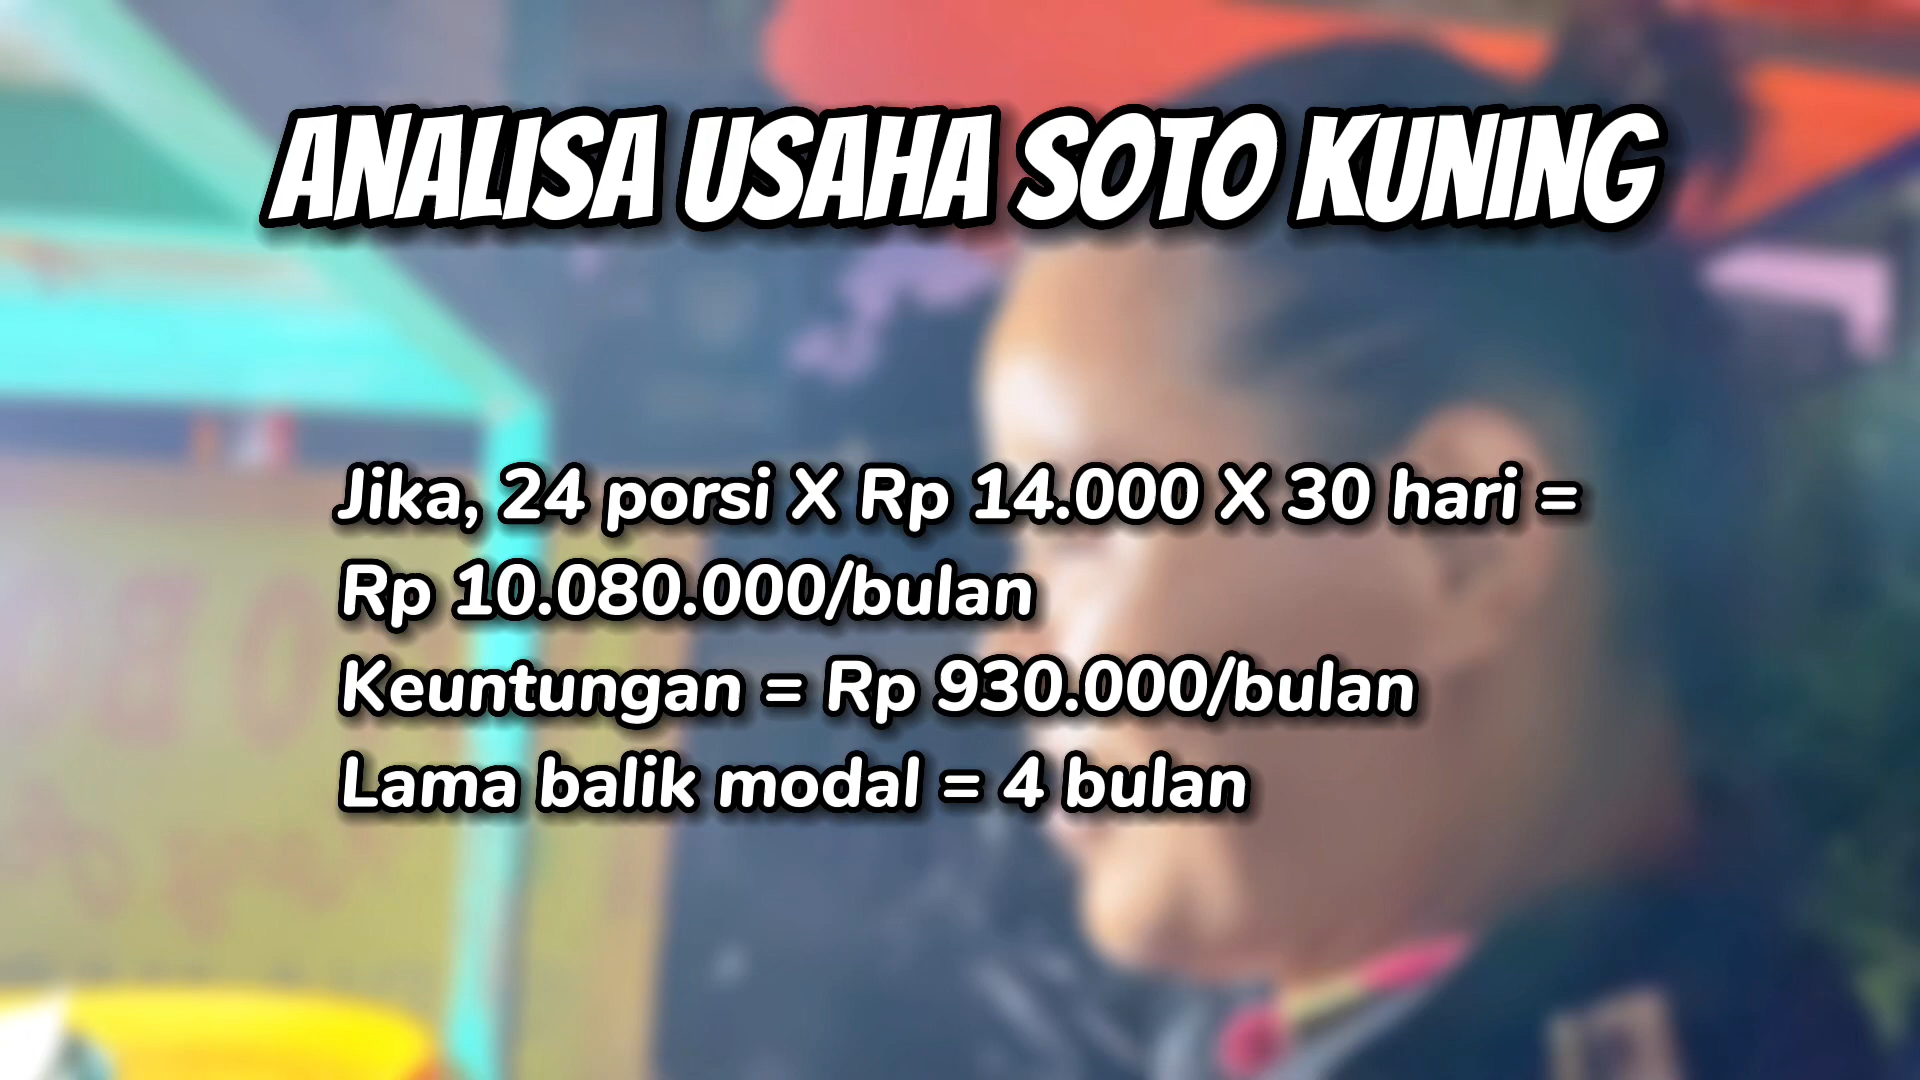 ANALISA USAHA SOTO KUNING
Jika, 24 porsi X Rp 14.000 X 30 hari =
Rp 10.080.000/bulan
Keuntungan = Rp 930.000/bulan
Lama balik modal = 4 bulan